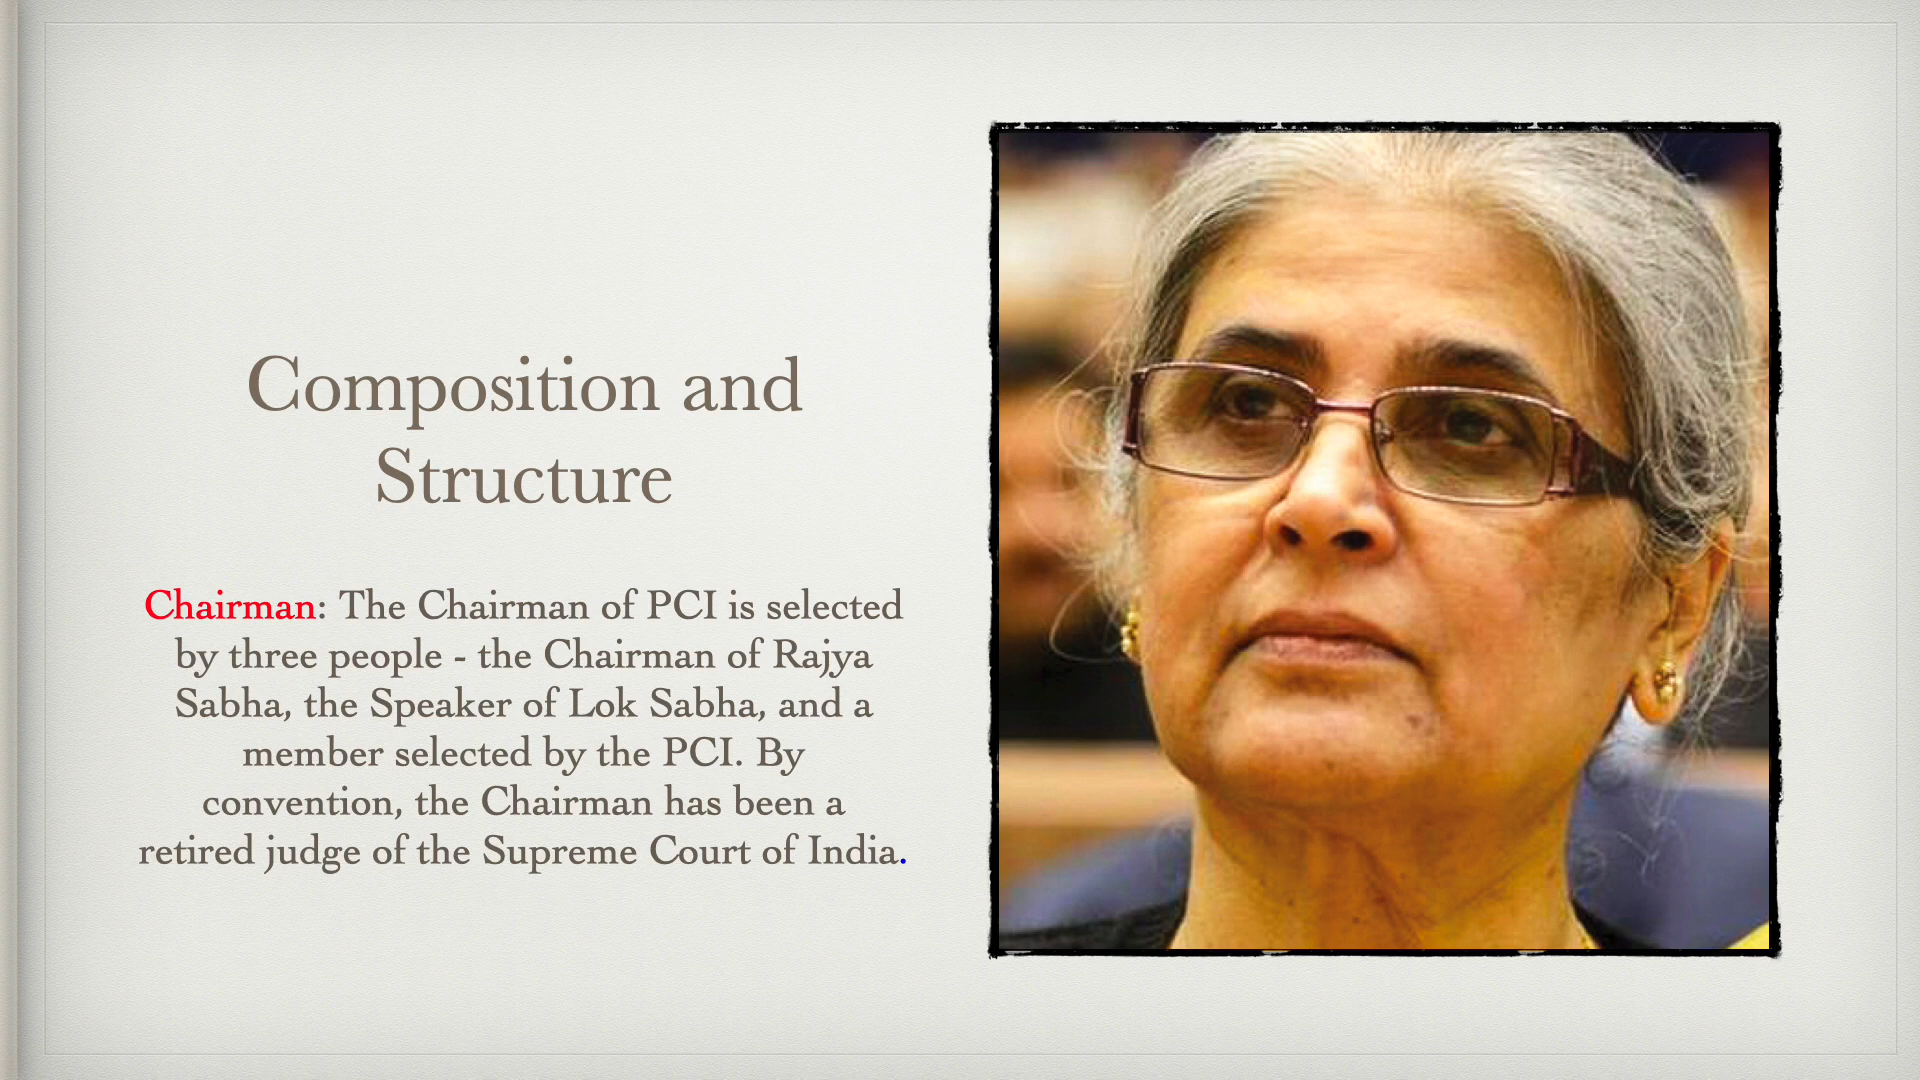 Composition and
Structure
Chairman: The Chairman of PCI is selected
by three people - the Chairman of Rajya
Sabha, the Speaker of Lok Sabha, and a
member selected by the PCI. By
convention, the Chairman has been a
retired judge of the Supreme Court of India.